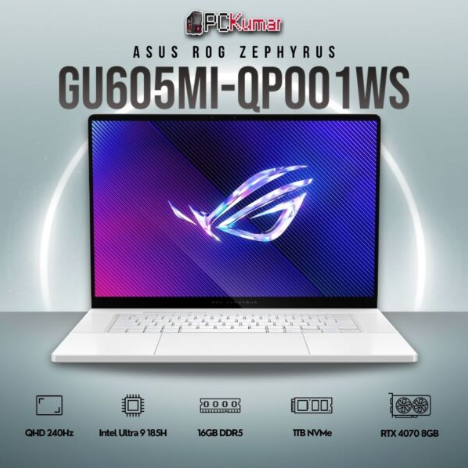 PCKumar
ASUS ROG ZEPHYRUS
GU605MI-QP001WS
QHD 240Hz
Intel Ultra 9 185H
16GB DDR5
1TB NVMe
RTX 4070 8GB